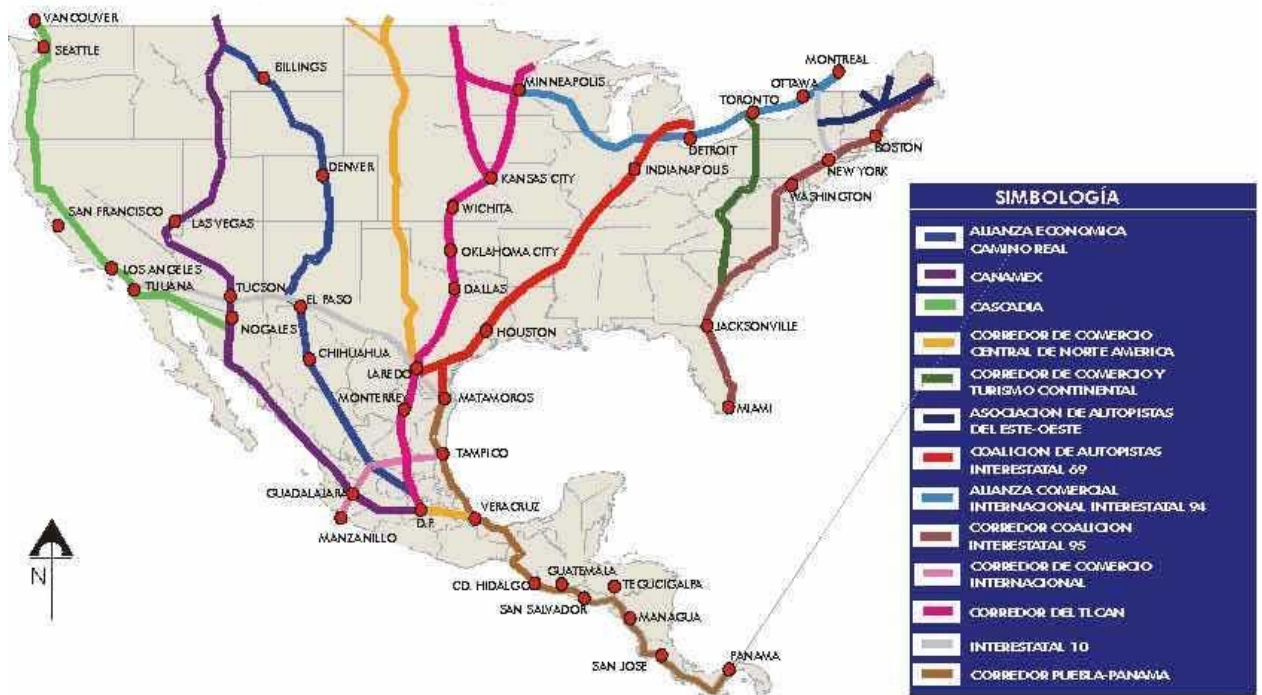 VANCOUVER
SEATTLE
BILLINGS
MINNEAPOLIS
MONTREAL
OTTAWA
TORONTO
DETROIT
BOSTON
NEW YORK
WASHINGTON
INDIANAPOLIS
DENVER
KANSAS CITY
WICHITA
SAN FRANCISCO
LAS VEGAS
OKLAHOMA CITY
LOS ANGELES
TIJUANA
TUCSON
EL PASO
DALLAS
NOGALES
HOUSTON
JACKSONVILLE
CHIHUAHUA
LAREDO
MONTERREY
MATAMOROS
MIAMI
TAMPICO
GUADALAJARA
MANZANILLO
D.F.
VERACRUZ
CD. HIDALGO
GUATEMALA
TEGUCIGALPA
SAN SALVADOR
MANAGUA
SAN JOSE
PANAMA
N
SIMBOLOGÍA
ALIANZA ECONOMICA
CAMINO REAL
CANAMEX
CASCADIA
CORREDOR DE COMERCIO
CENTRAL DE NORTE AMERICA
CORREDOR DE COMERCIO Y
TURISMO CONTINENTAL
ASOCIACION DE AUTOPISTAS
DEL ESTE-OESTE
COALICION DE AUTOPISTAS
INTERESTATAL 69
ALIANZA COMERCIAL
INTERNACIONAL INTERESTATAL 94
CORREDOR COALICION
INTERESTATAL 95
CORREDOR DE COMERCIO
INTERNACIONAL
CORREDOR DEL TLCAN
INTERESTATAL 10
CORREDOR PUEBLA-PANAMA